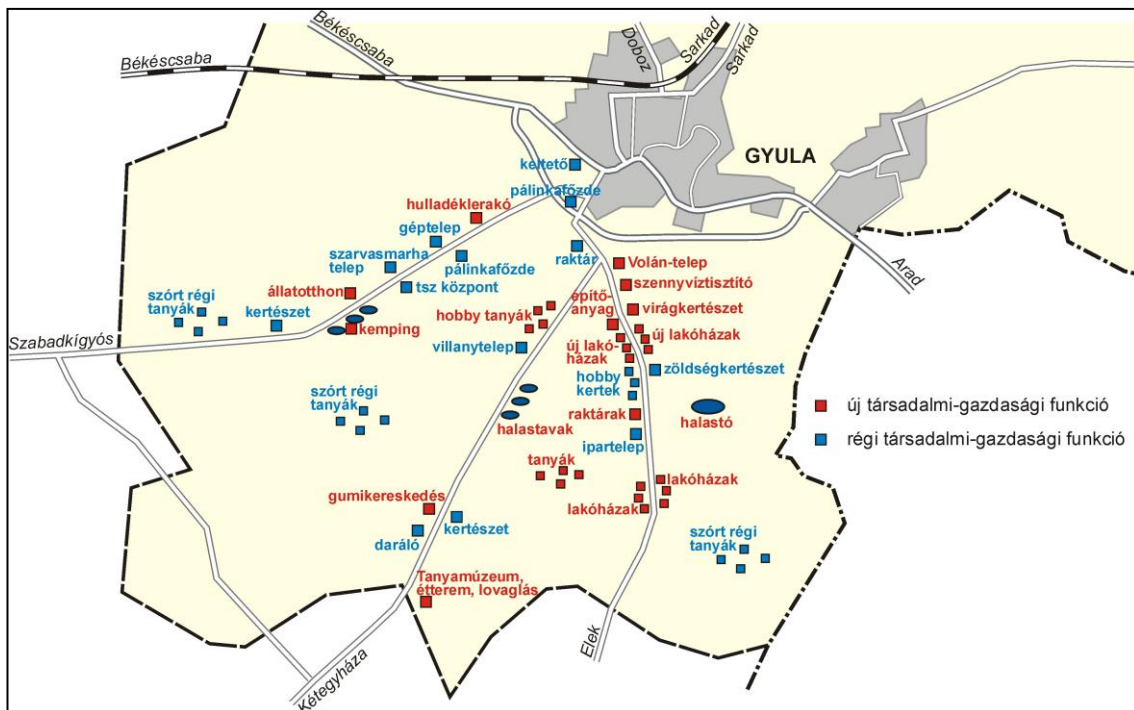 Békéscsaba
Békéscsaba
Doboz
Sarkad
Sarkad
GYULA
keltető
pálinkafőzde
hulladéklerakó
géptelep
szarvasmarha
telep
pálinkafőzde
raktár
tsz központ
állatotthon
szórt régi
tanyák
kertészet
kemping
Szabadkígyós
Arad
Volán-telep
szennyvíztisztító
építő-
anyag
virágkertészet
hobby tanyák
új lakóházak
új lakó-
házak
villanytelep
zöldségkertészet
hobby
kertek
szórt régi
tanyák
halastavak
raktárak
halastó
ipartelep
új társadalmi-gazdasági funkció
régi társadalmi-gazdasági funkció
tanyák
lakóházak
lakóházak
gumikereskedés
kertészet
daráló
szórt régi
tanyák
Tanyamúzeum,
étterem, lovaglás
Elek
Kétegyháza